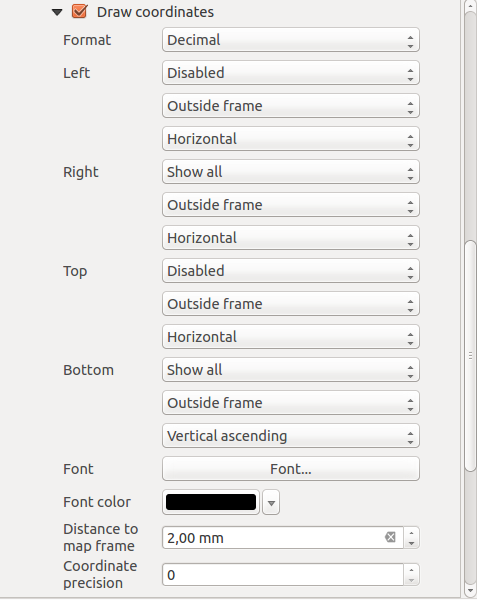 Draw coordinates
Format Decimal
Left Disabled
Outside frame
Horizontal
Right Show all
Outside frame
Horizontal
Top Disabled
Outside frame
Horizontal
Bottom Show all
Outside frame
Vertical ascending
Font Font...
Font color
Distance to
map frame 2,00 mm
Coordinate
precision 0